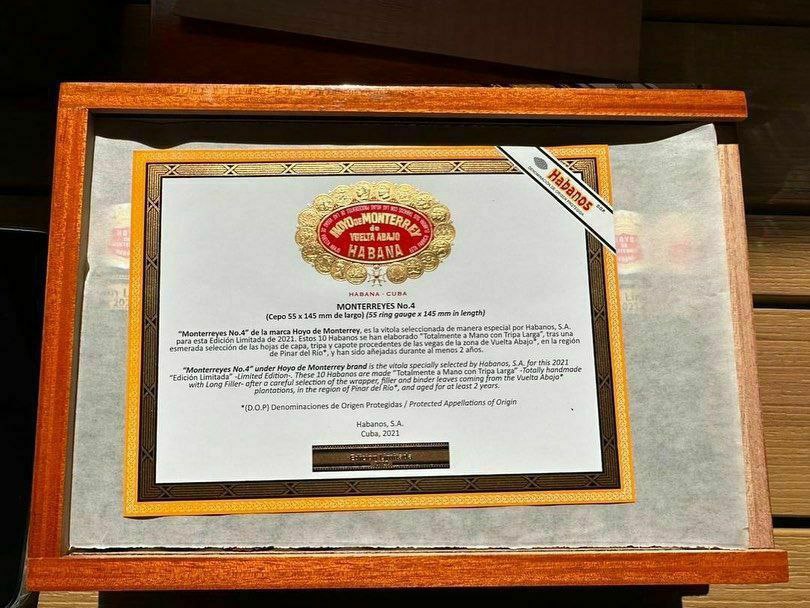 Habanos
HOYO DE MONTERREY
de
VUELTA ABAJO
HABANA
HABANA - CUBA
MONTERREYES No.4
(Cepo 55 x 145 mm de largo) (55 ring gauge x 145 mm in length)
"Monterreyes No.4" de la marca Hoyo de Monterrey, es la vitola seleccionada de manera especial por Habanos, S.A.
para esta Edición Limitada de 2021. Estos 10 Habanos se han elaborado "Totalmente a Mano con Tripa Larga", tras una
esmerada selección de las hojas de capa, tripa y capote procedentes de las vegas de la zona de Vuelta Abajo*, en la región
de Pinar del Río*, y han sido añejadas durante al menos 2 años.
"Monterreyes No.4" under Hoyo de Monterrey brand is the vitola specially selected by Habanos, S.A. for this 2021
"Edición Limitada" -Limited Edition-. These 10 Habanos are made "Totalmente a Mano con Tripa Larga" -Totally handmade
with Long Filler- after a careful selection of the wrapper, filler and binder leaves coming from the Vuelta Abajo*
plantations, in the region of Pinar del Río*, and aged for at least 2 years.
*(D.O.P) Denominaciones de Origen Protegidas / Protected Appellations of Origin
Habanos, S.A.
Cuba, 2021
Edición Limitada